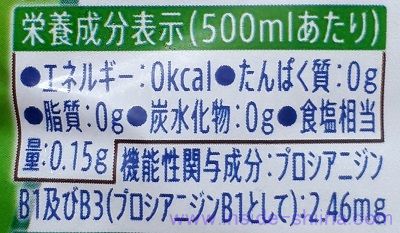 栄養成分表示(500mlあたり)
●エネルギー:0kcal●たんぱく質:0g
●脂質:0g●炭水化物:0g●食塩相当
量:0.15g 機能性関与成分:プロシアニジン
B1及びB3(プロシアニジンB1として):2.46mg